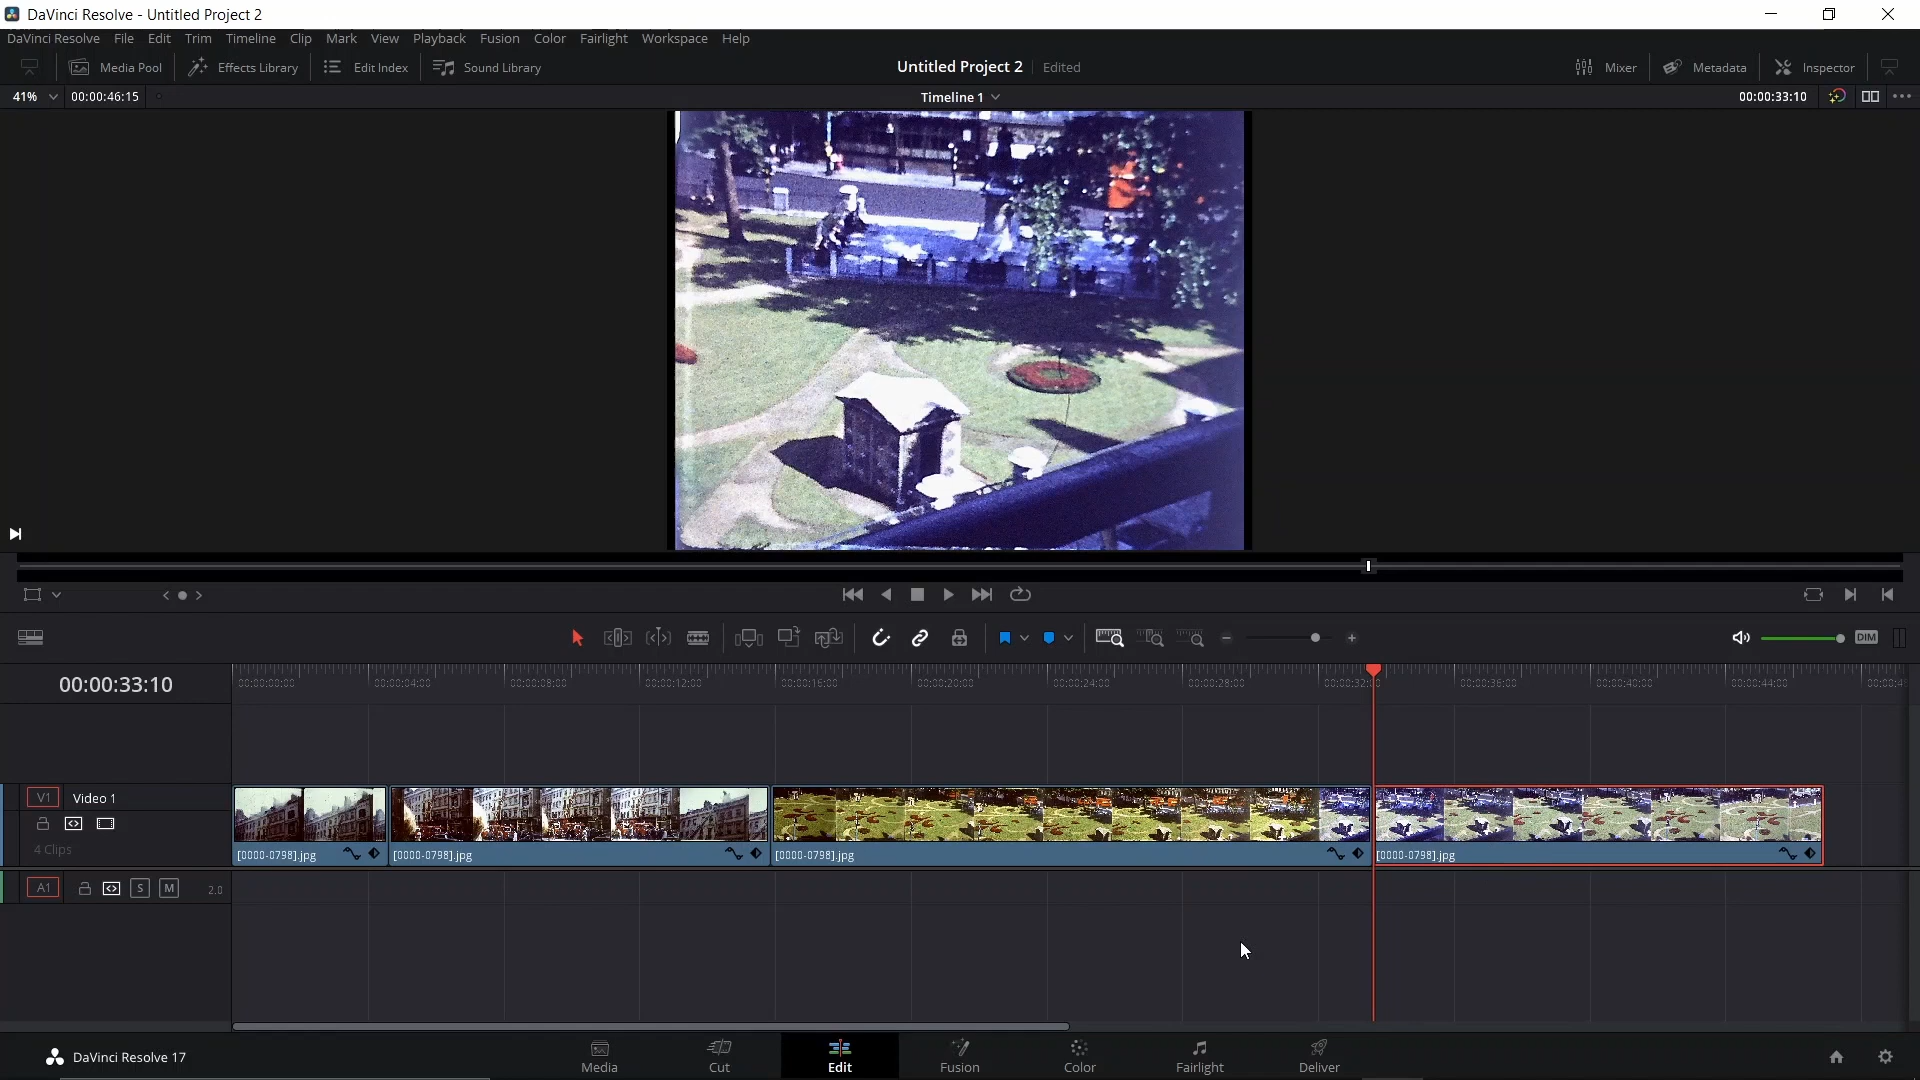 DaVinci Resolve - Untitled Project 2
DaVinci Resolve File Edit Trim Timeline Clip Mark View Playback Fusion Color Fairlight Workspace Help
Media Pool Effects Library Edit Index Sound Library Untitled Project 2 Edited Mixer Metadata Inspector
41% 00:00:46:15 Timeline 1 00:00:33:10
DIM
00:00:33:10 00:00:00:00 00:00:04:00 00:00:08:00 00:00:12:00 00:00:16:00 00:00:20:00 00:00:24:00 00:00:28:00 00:00:32:00 00:00:36:00 00:00:40:00 00:00:44:00
V1 Video 1
4 Clips
[0000-0798].jpg [0000-0798].jpg [0000-0798].jpg [0000-0798].jpg
A1 S M 2.0
DaVinci Resolve 17 Media Cut Edit Fusion Color Fairlight Deliver